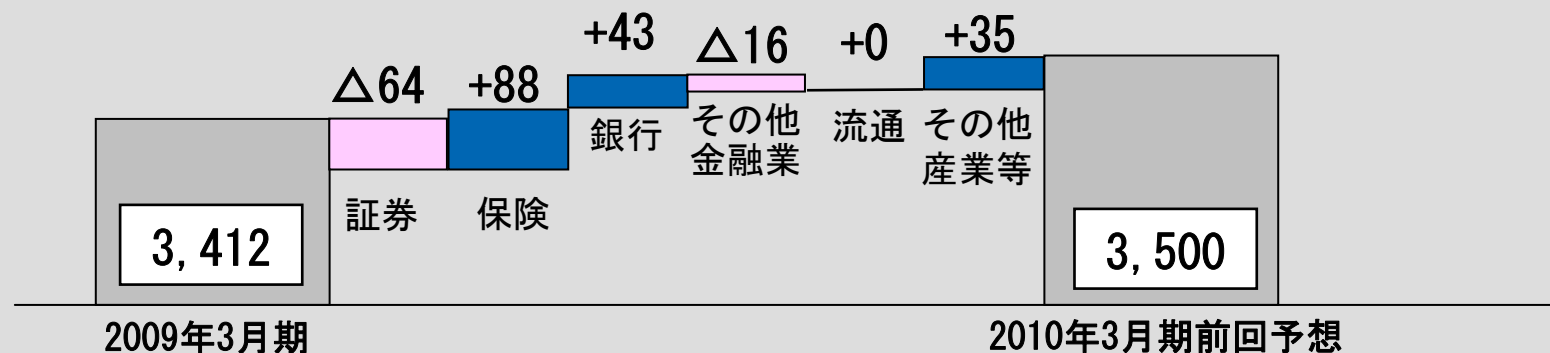 +43
△16
+0
+35
△64
+88
銀行
その他
金融業
流通
その他
産業等
証券
保険
3,412
3,500
2009年3月期
2010年3月期前回予想